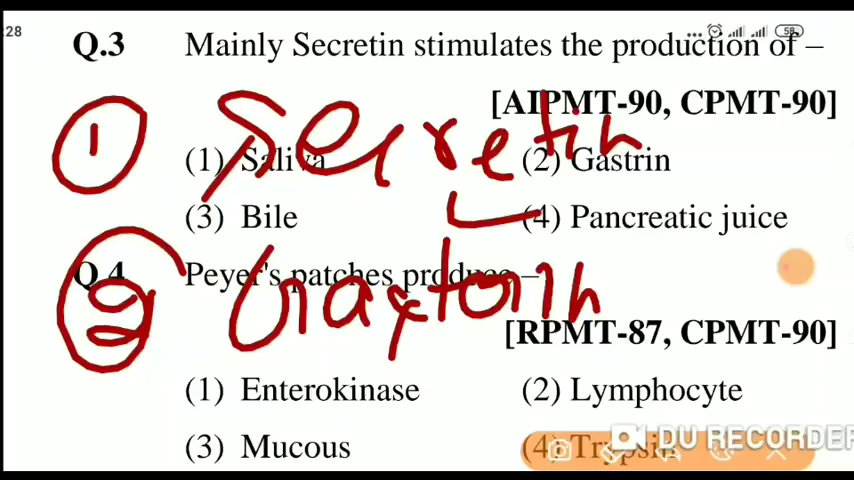 :28 ... 58
Q.3 Mainly Secretin stimulates the production of –
[AIPMT-90, CPMT-90]
① Secretin
(1) Saliva (2) Gastrin
(3) Bile (4) Pancreatic juice
Q.4 Peyer's patches produce –
②
[RPMT-87, CPMT-90]
(1) Enterokinase (2) Lymphocyte
(3) Mucous (4) Trypsin
DU RECORDER